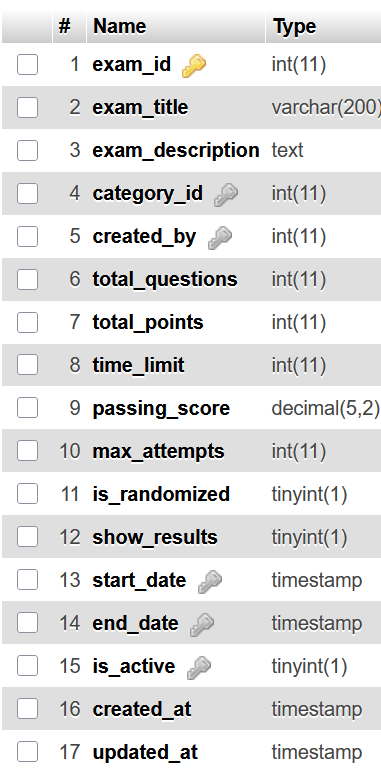 # Name Type
1 exam_id int(11)
2 exam_title varchar(200)
3 exam_description text
4 category_id int(11)
5 created_by int(11)
6 total_questions int(11)
7 total_points int(11)
8 time_limit int(11)
9 passing_score decimal(5,2)
10 max_attempts int(11)
11 is_randomized tinyint(1)
12 show_results tinyint(1)
13 start_date timestamp
14 end_date timestamp
15 is_active tinyint(1)
16 created_at timestamp
17 updated_at timestamp